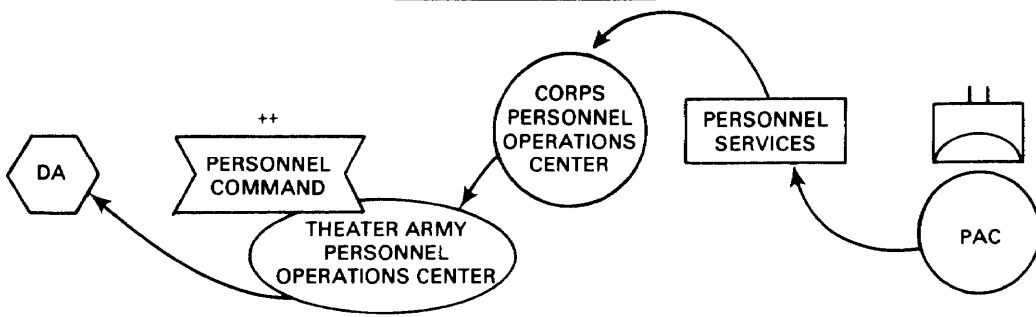 DA
++
PERSONNEL
COMMAND
THEATER ARMY
PERSONNEL
OPERATIONS CENTER
CORPS
PERSONNEL
OPERATIONS
CENTER
PERSONNEL
SERVICES
PAC